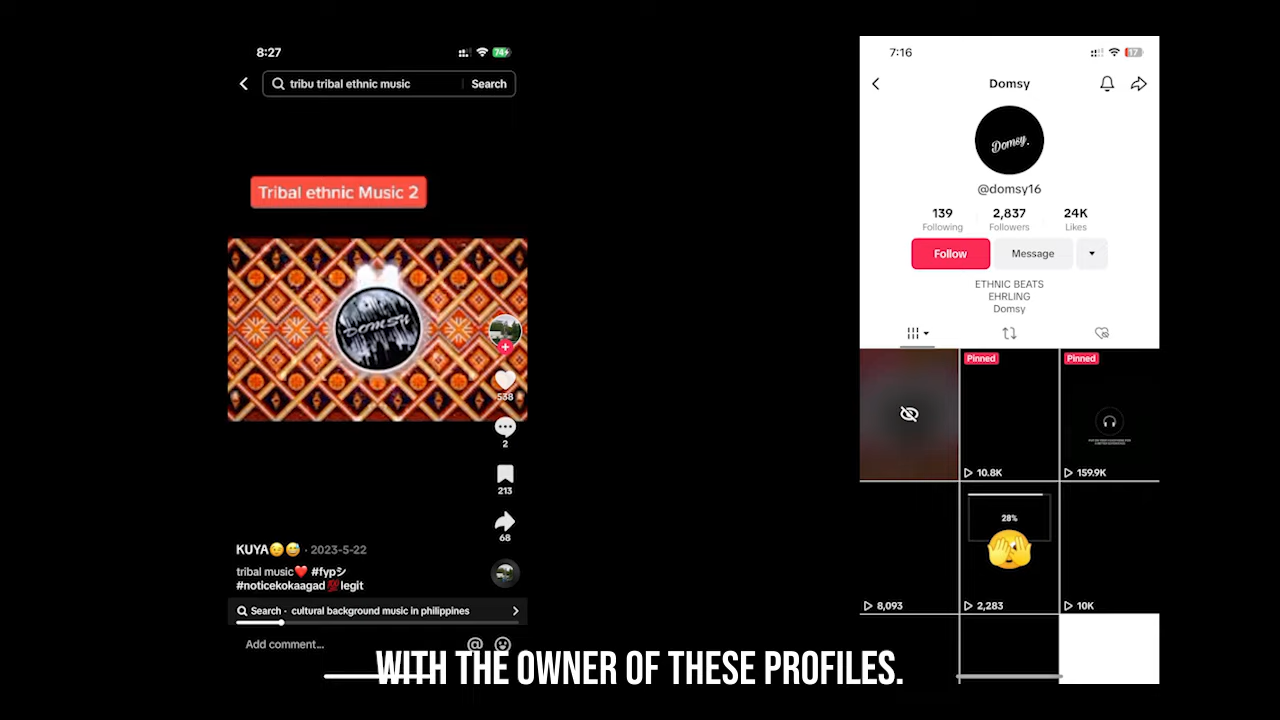 8:27
74
tribu tribal ethnic music
Search
Tribal ethnic Music 2
DOMSY
538
2
213
68
KUYA😉😅 · 2023-5-22
tribal music❤️ #fypシ
#noticekokaagad💯legit
Search · cultural background music in philippines
Add comment...
7:16
17
Domsy
Domsy.
@domsy16
139
2,837
24K
Following
Followers
Likes
Follow
Message
ETHNIC BEATS
EHRLING
Domsy
Pinned
Pinned
10.8K
159.9K
28%
8,093
2,283
10K
WITH THE OWNER OF THESE PROFILES.